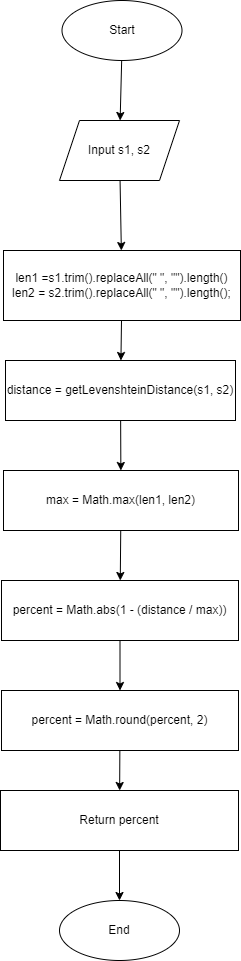 Start
Input s1, s2
len1 =s1.trim().replaceAll(" ", "").length()
len2 = s2.trim().replaceAll(" ", "").length();
distance = getLevenshteinDistance(s1, s2)
max = Math.max(len1, len2)
percent = Math.abs(1 - (distance / max))
percent = Math.round(percent, 2)
Return percent
End